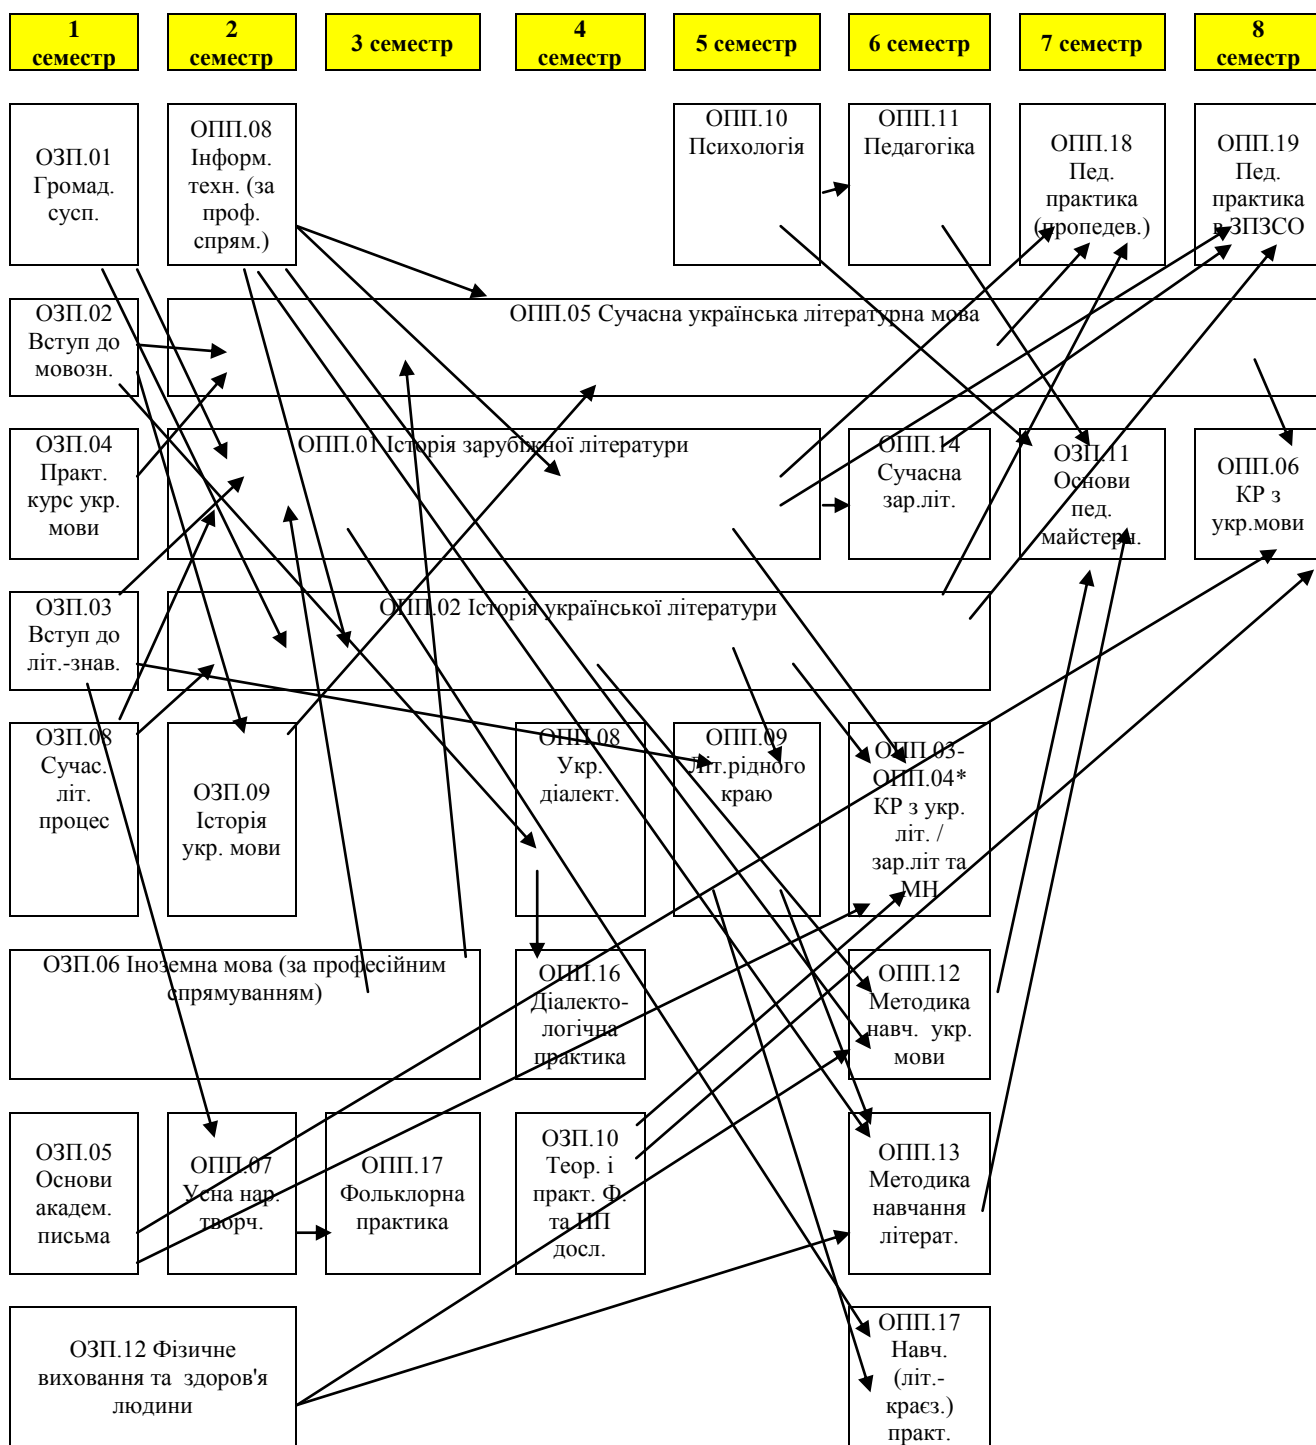 1
семестр
2
семестр
3 семестр
4
семестр
5 семестр
6 семестр
7 семестр
8
семестр
ОЗП.01
Громад.
сусп.
ОПП.08
Інформ.
техн. (за
проф.
спрям.)
ОПП.10
Психологія
ОПП.11
Педагогіка
ОПП.18
Пед.
практика
(пропедев.)
ОПП.19
Пед.
практика
в ЗПЗСО
ОЗП.02
Вступ до
мовозн.
ОПП.05 Сучасна українська літературна мова
ОЗП.04
Практ.
курс укр.
мови
ОПП.01 Історія зарубіжної літератури
ОПП.14
Сучасна
зар.літ.
ОЗП.11
Основи
пед.
майстерн.
ОПП.06
КР з
укр.мови
ОЗП.03
Вступ до
літ.-знав.
ОПП.02 Історія української літератури
ОЗП.08
Сучас.
літ.
процес
ОЗП.09
Історія
укр. мови
ОПП.08
Укр.
діалект.
ОПП.09
Літ.рідного
краю
ОПП.03-
ОПП.04*
КР з укр.
літ. /
зар.літ та
МН
ОЗП.06 Іноземна мова (за професійним
спрямуванням)
ОПП.16
Діалекто-
логічна
практика
ОПП.12
Методика
навч. укр.
мови
ОЗП.05
Основи
академ.
письма
ОПП.07
Усна нар.
творч.
ОПП.17
Фольклорна
практика
ОЗП.10
Теор. і
практ. Ф.
та НП
досл.
ОПП.13
Методика
навчання
літерат.
ОЗП.12 Фізичне
виховання та здоров'я
людини
ОПП.17
Навч.
(літ.-
краєз.)
практ.